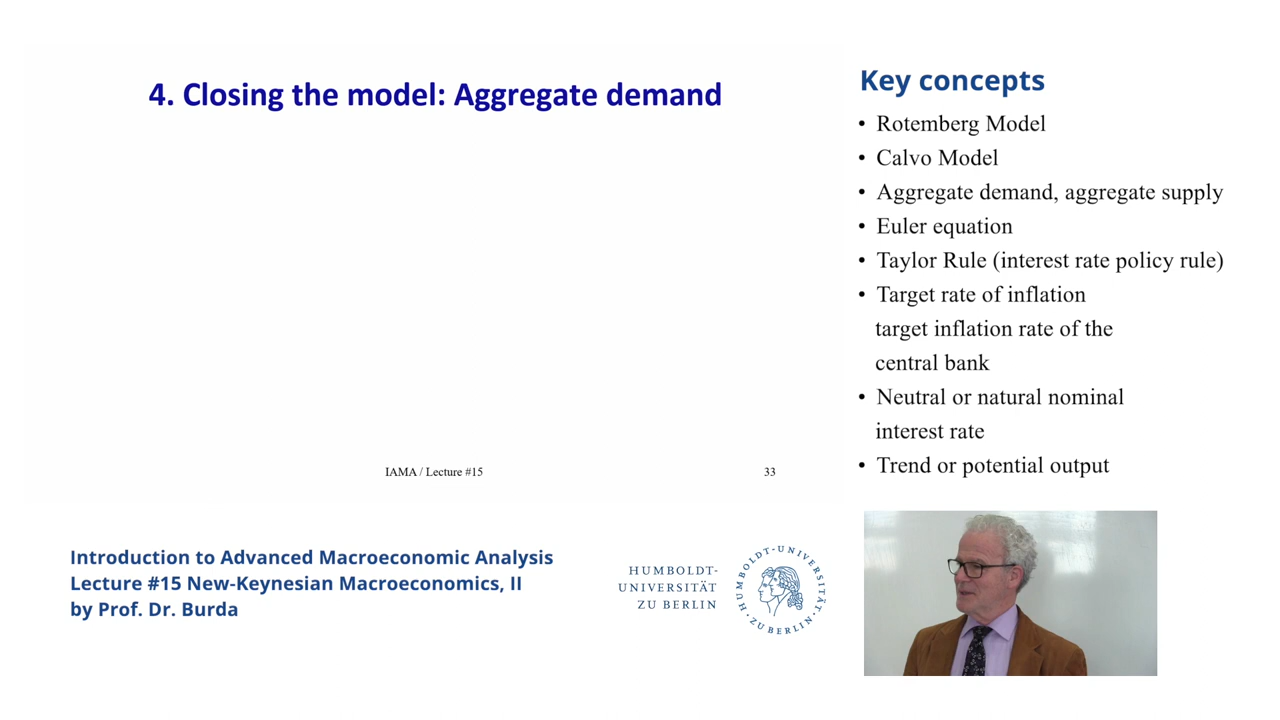 4. Closing the model: Aggregate demand
IAMA / Lecture #15
33
Key concepts
• Rotemberg Model
• Calvo Model
• Aggregate demand, aggregate supply
• Euler equation
• Taylor Rule (interest rate policy rule)
• Target rate of inflation
target inflation rate of the
central bank
• Neutral or natural nominal
interest rate
• Trend or potential output
Introduction to Advanced Macroeconomic Analysis
Lecture #15 New-Keynesian Macroeconomics, II
by Prof. Dr. Burda
HUMBOLDT-
UNIVERSITÄT
ZU BERLIN
HUMBOLDT-UNIVERSITÄT
· ZU BERLIN ·